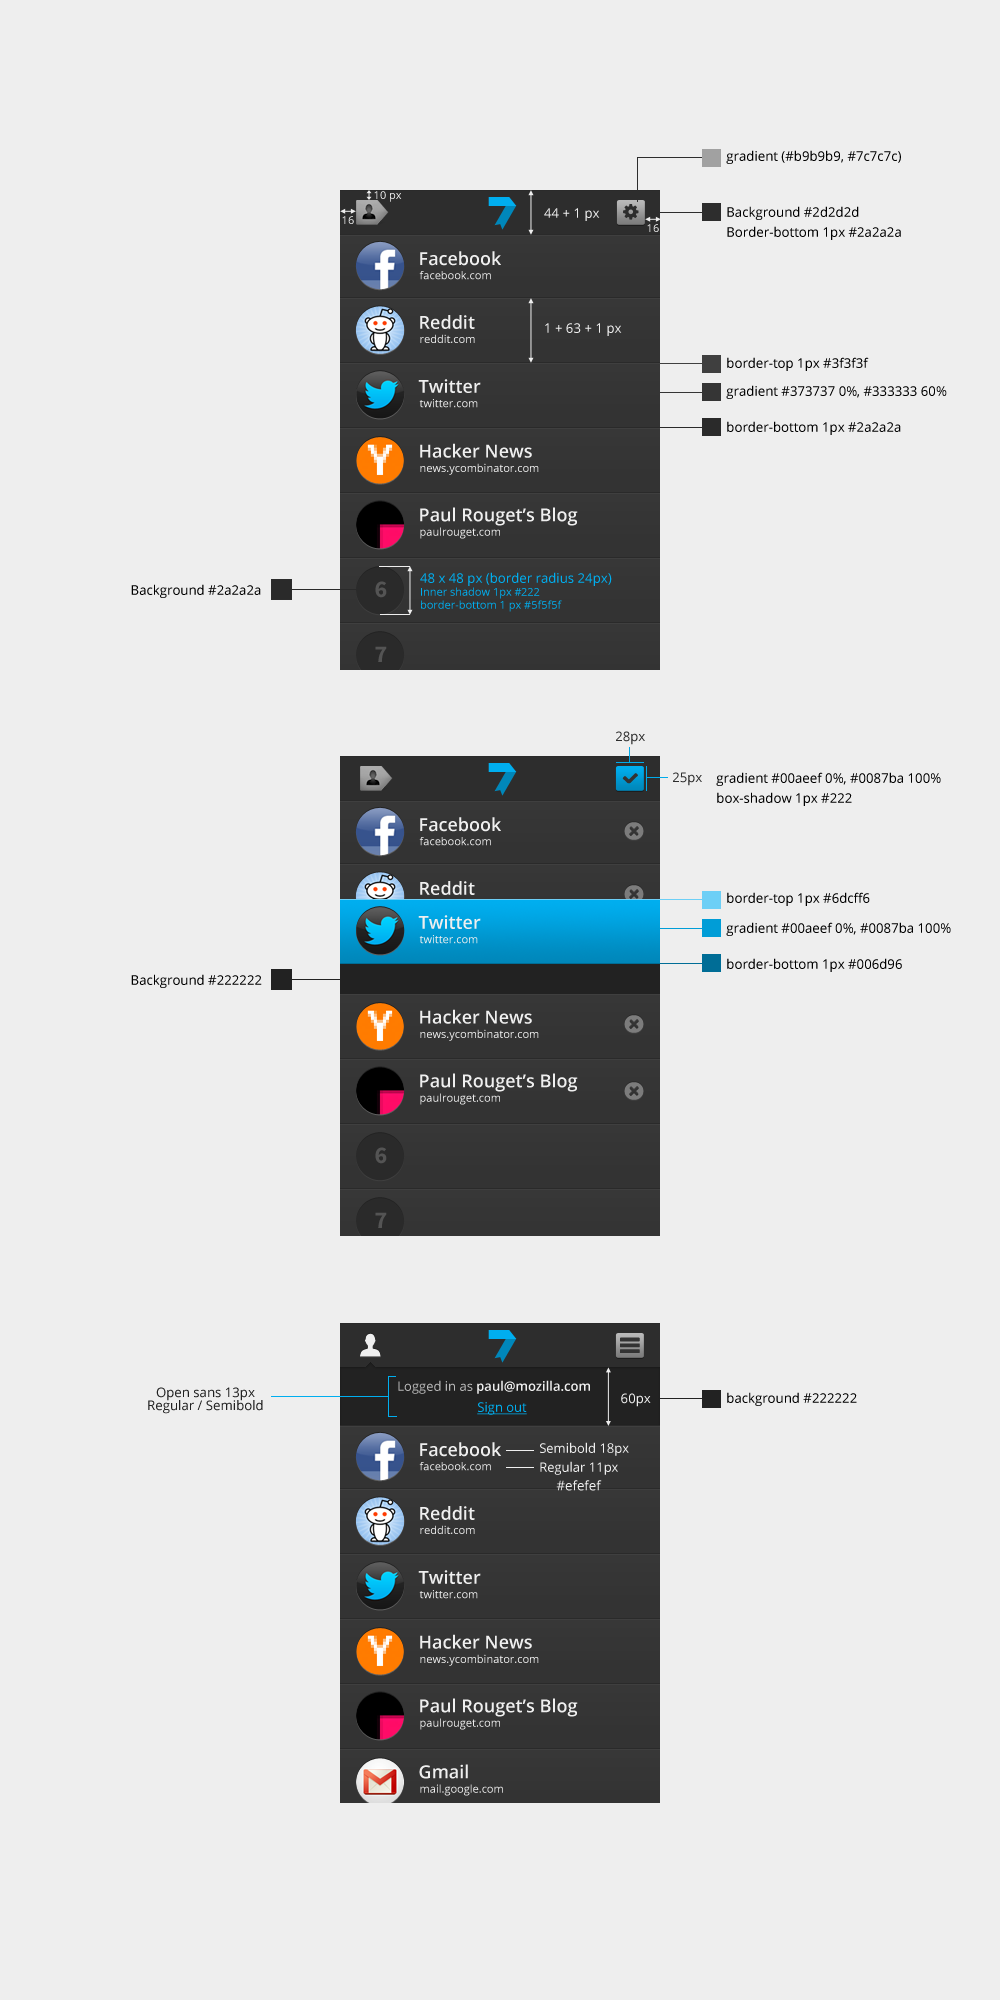 gradient (#b9b9b9, #7c7c7c)
10 px
16
44 + 1 px
16
Background #2d2d2d
Border-bottom 1px #2a2a2a
Facebook
facebook.com
Reddit
reddit.com
1 + 63 + 1 px
border-top 1px #3f3f3f
Twitter
twitter.com
gradient #373737 0%, #333333 60%
border-bottom 1px #2a2a2a
Hacker News
news.ycombinator.com
Paul Rouget's Blog
paulrouget.com
Background #2a2a2a
6
48 x 48 px (border radius 24px)
Inner shadow 1px #222
border-bottom 1 px #5f5f5f
7
28px
25px
gradient #00aeef 0%, #0087ba 100%
box-shadow 1px #222
Facebook
facebook.com
Reddit
border-top 1px #6dcff6
Twitter
twitter.com
gradient #00aeef 0%, #0087ba 100%
border-bottom 1px #006d96
Background #222222
Hacker News
news.ycombinator.com
Paul Rouget's Blog
paulrouget.com
6
7
Open sans 13px
Regular / Semibold
Logged in as paul@mozilla.com
Sign out
60px
background #222222
Facebook
facebook.com
Semibold 18px
Regular 11px
#efefef
Reddit
reddit.com
Twitter
twitter.com
Hacker News
news.ycombinator.com
Paul Rouget's Blog
paulrouget.com
Gmail
mail.google.com